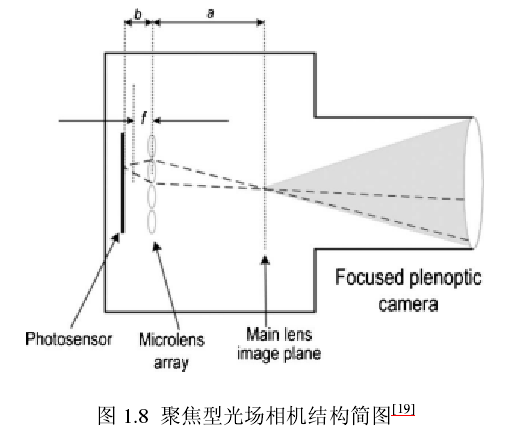 b
a
f
Focused plenoptic
camera
Photosensor
Microlens
array
Main lens
image plane
图 1.8 聚焦型光场相机结构简图[19]